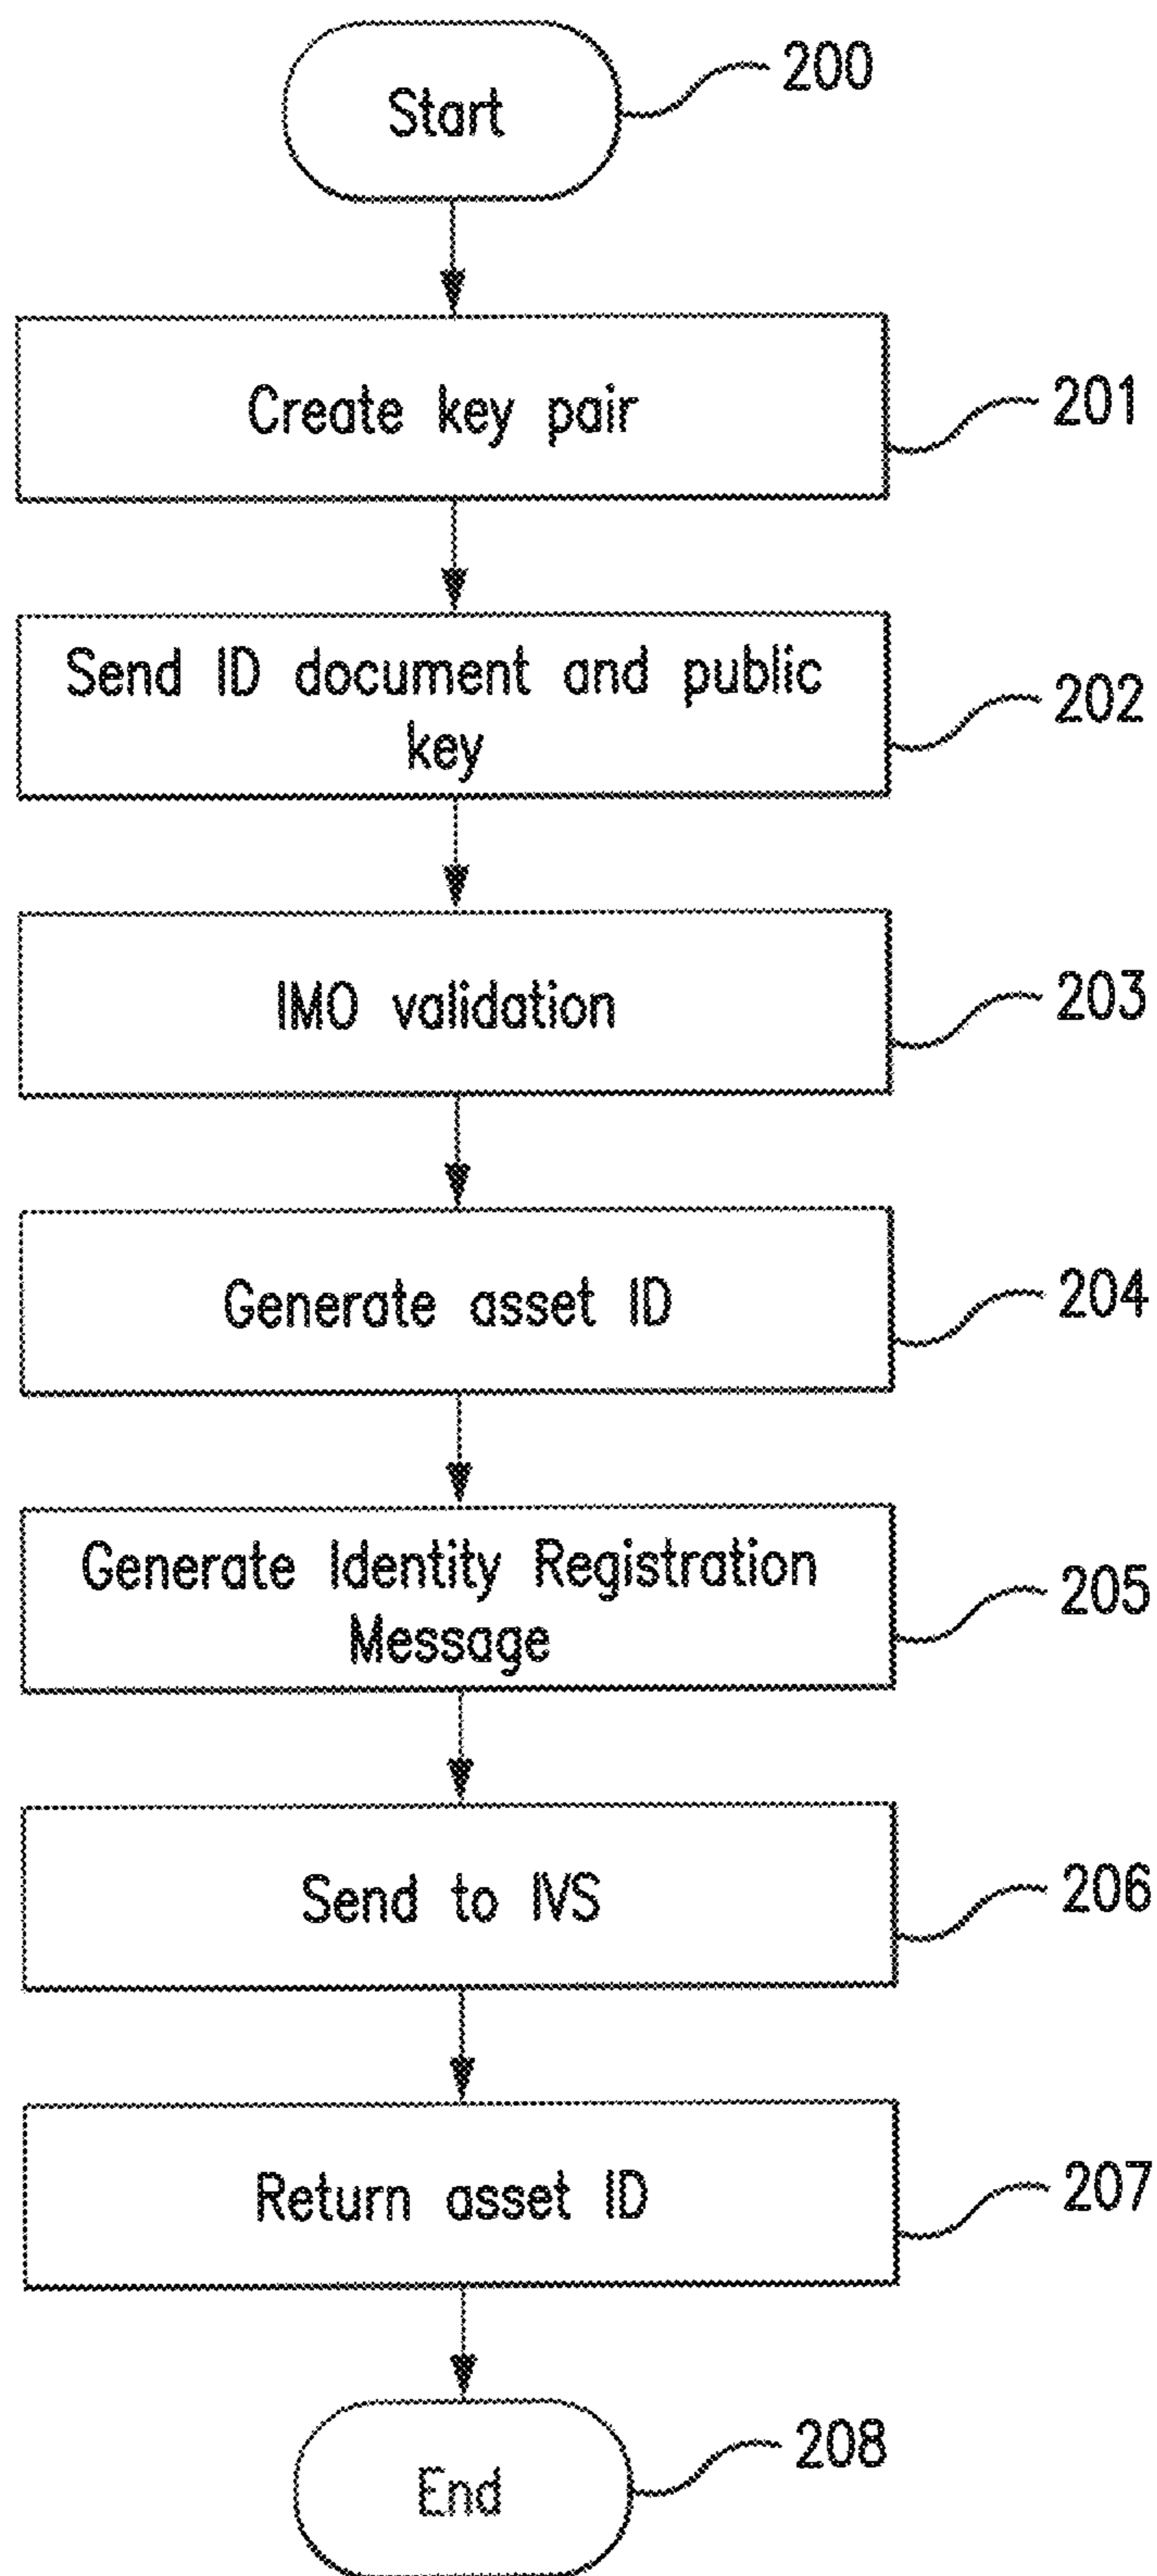 Start
200
Create key pair
201
Send ID document and public
key
202
IMO validation
203
Generate asset ID
204
Generate Identity Registration
Message
205
Send to IVS
206
Return asset ID
207
End
208